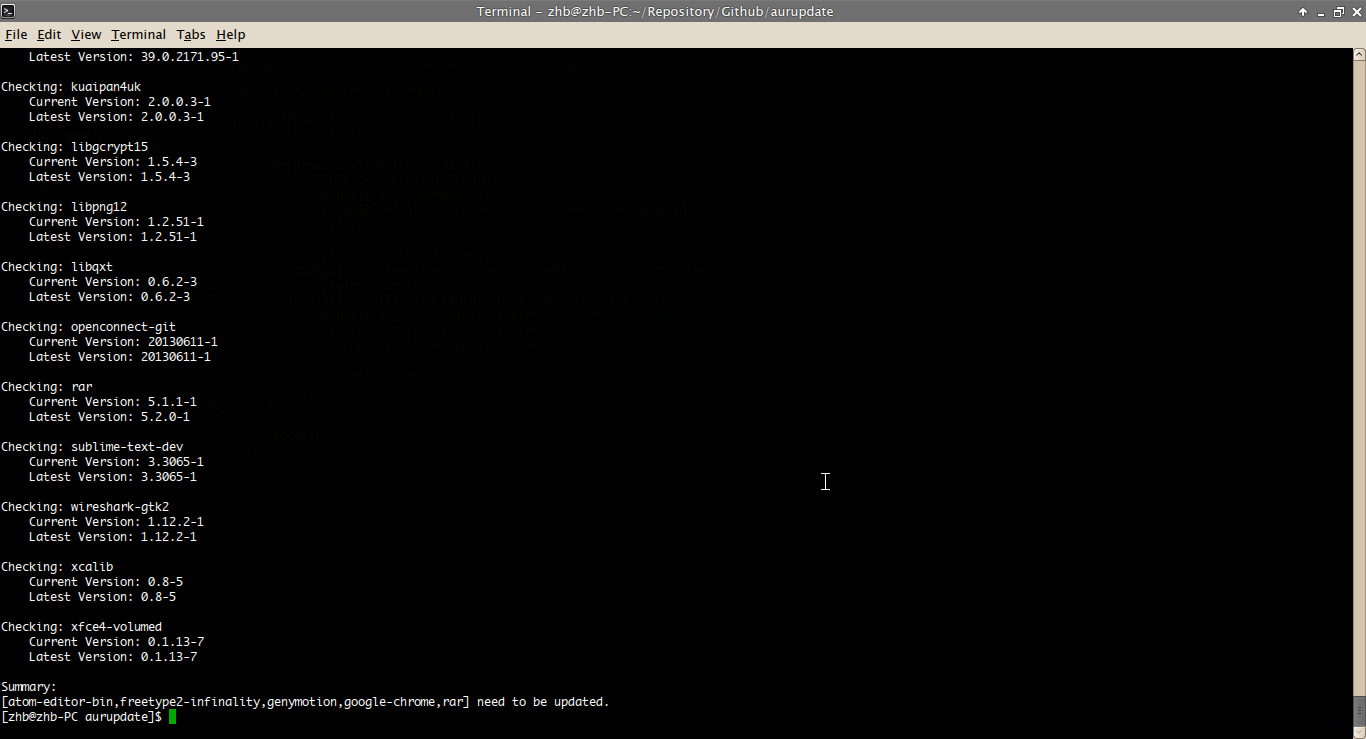 Terminal - zhb@zhb-PC:~/Repository/Github/aurupdate
File Edit View Terminal Tabs Help
    Latest Version: 39.0.2171.95-1

Checking: kuaipan4uk
    Current Version: 2.0.0.3-1
    Latest Version: 2.0.0.3-1

Checking: libgcrypt15
    Current Version: 1.5.4-3
    Latest Version: 1.5.4-3

Checking: libpng12
    Current Version: 1.2.51-1
    Latest Version: 1.2.51-1

Checking: libqxt
    Current Version: 0.6.2-3
    Latest Version: 0.6.2-3

Checking: openconnect-git
    Current Version: 20130611-1
    Latest Version: 20130611-1

Checking: rar
    Current Version: 5.1.1-1
    Latest Version: 5.2.0-1

Checking: sublime-text-dev
    Current Version: 3.3065-1
    Latest Version: 3.3065-1

Checking: wireshark-gtk2
    Current Version: 1.12.2-1
    Latest Version: 1.12.2-1

Checking: xcalib
    Current Version: 0.8-5
    Latest Version: 0.8-5

Checking: xfce4-volumed
    Current Version: 0.1.13-7
    Latest Version: 0.1.13-7

Summary:
[atom-editor-bin,freetype2-infinality,genymotion,google-chrome,rar] need to be updated.
[zhb@zhb-PC aurupdate]$